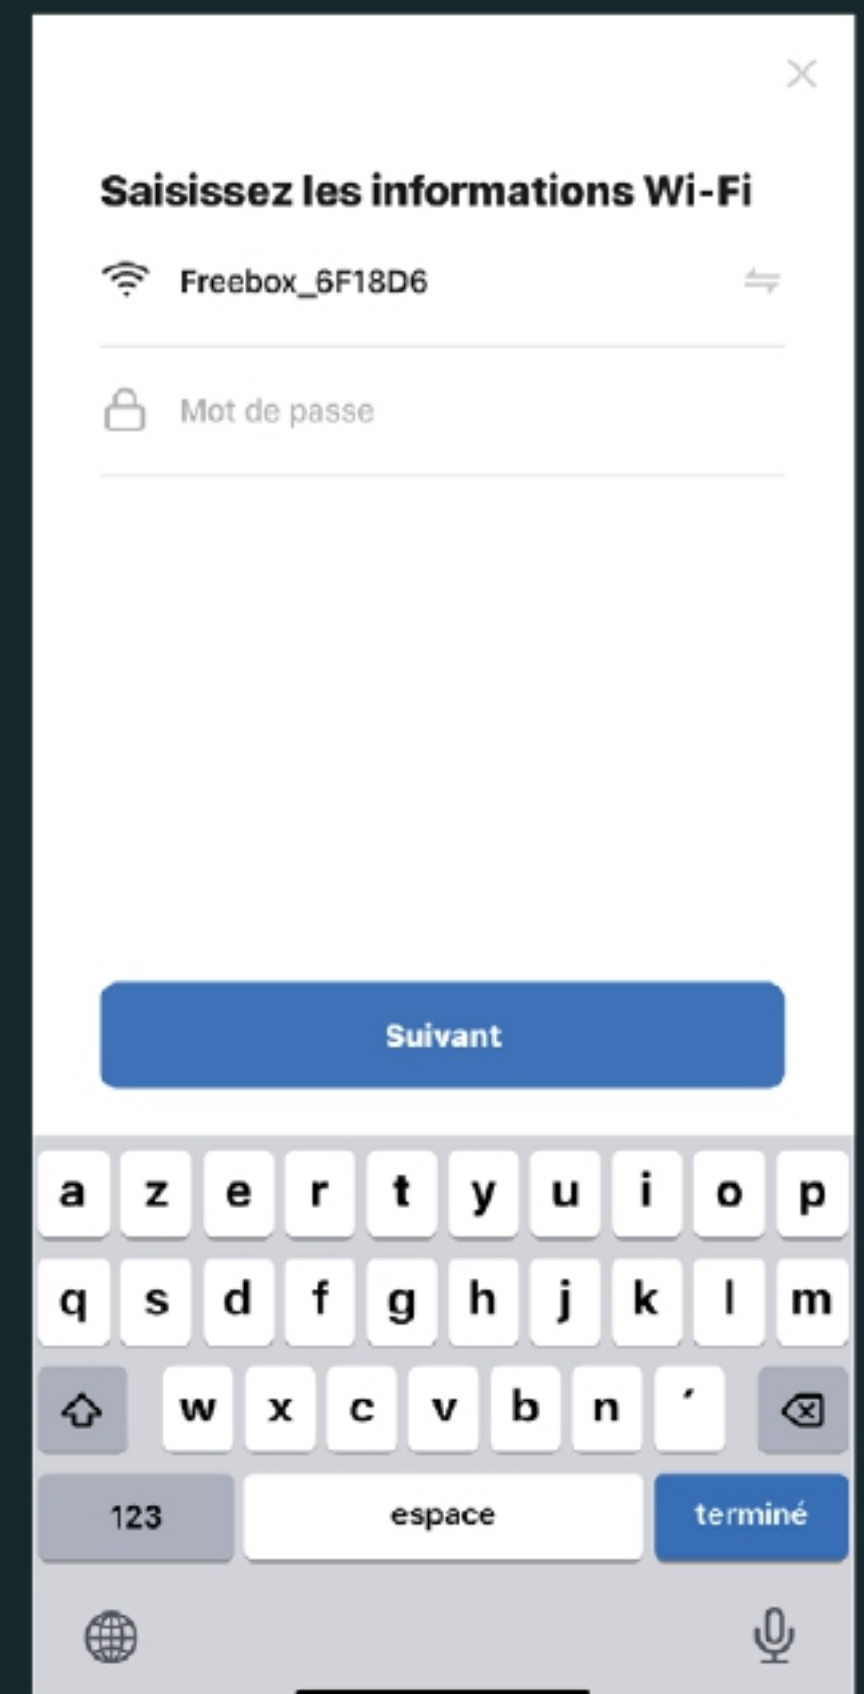 Saisissez les informations Wi-Fi
Freebox_6F18D6
Mot de passe
Suivant
a z e r t y u i o p
q s d f g h j k l m
w x c v b n ´
123 espace terminé